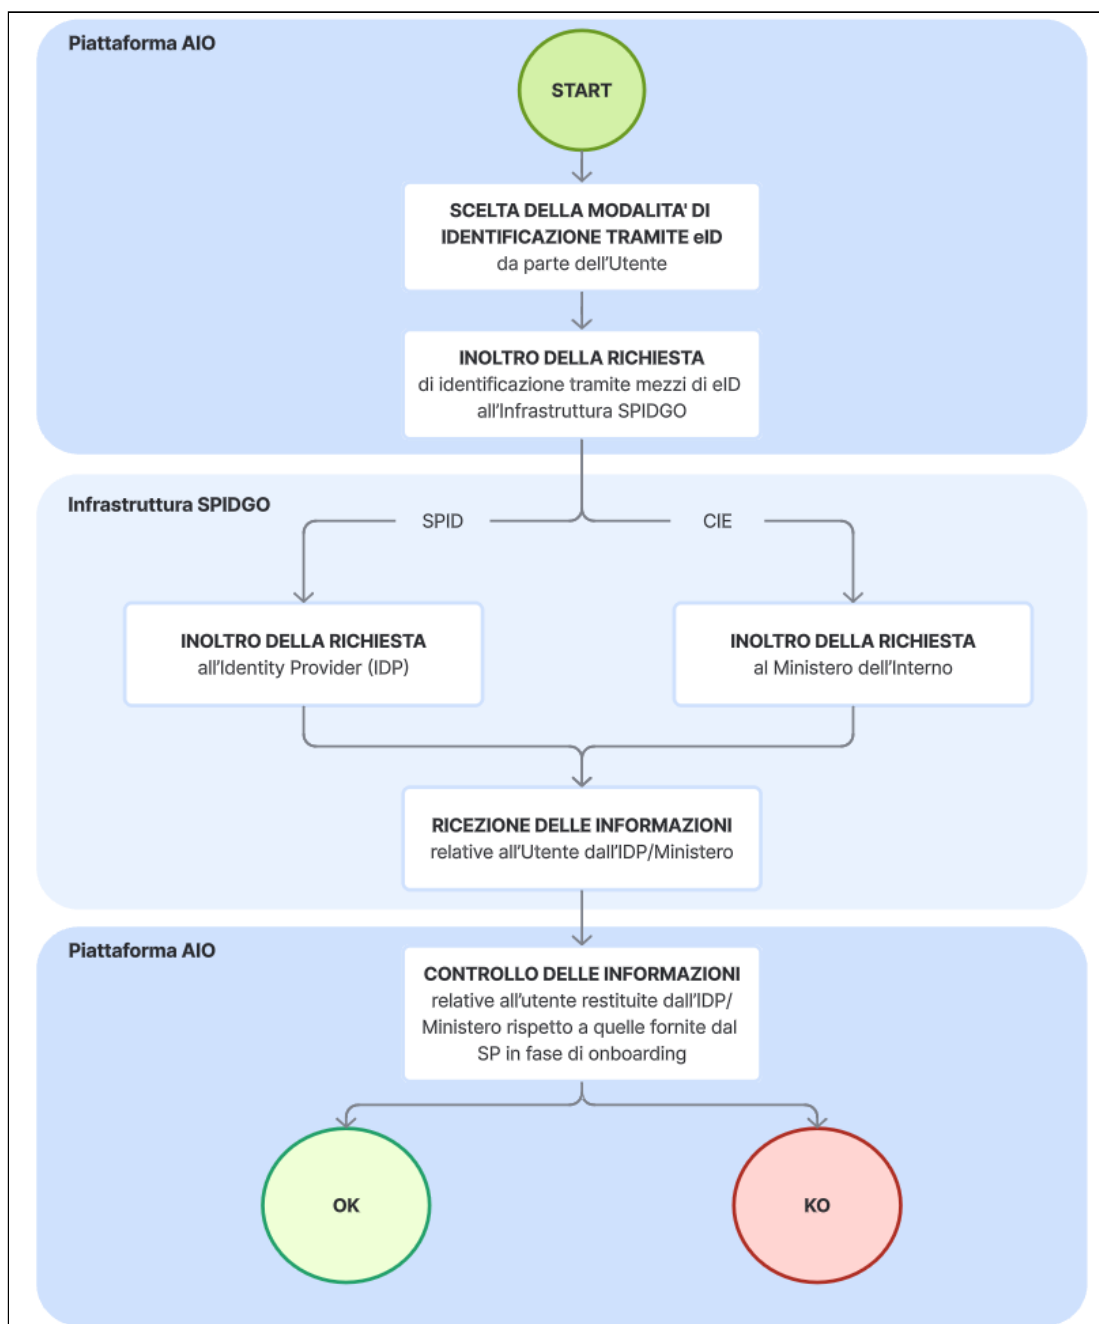 Piattaforma AIO
START
SCELTA DELLA MODALITA' DI
IDENTIFICAZIONE TRAMITE eID
da parte dell'Utente
INOLTRO DELLA RICHIESTA
di identificazione tramite mezzi di eID
all'Infrastruttura SPIDGO
Infrastruttura SPIDGO
SPID
CIE
INOLTRO DELLA RICHIESTA
all'Identity Provider (IDP)
INOLTRO DELLA RICHIESTA
al Ministero dell'Interno
RICEZIONE DELLE INFORMAZIONI
relative all'Utente dall'IDP/Ministero
Piattaforma AIO
CONTROLLO DELLE INFORMAZIONI
relative all'utente restituite dall'IDP/
Ministero rispetto a quelle fornite dal
SP in fase di onboarding
OK
KO